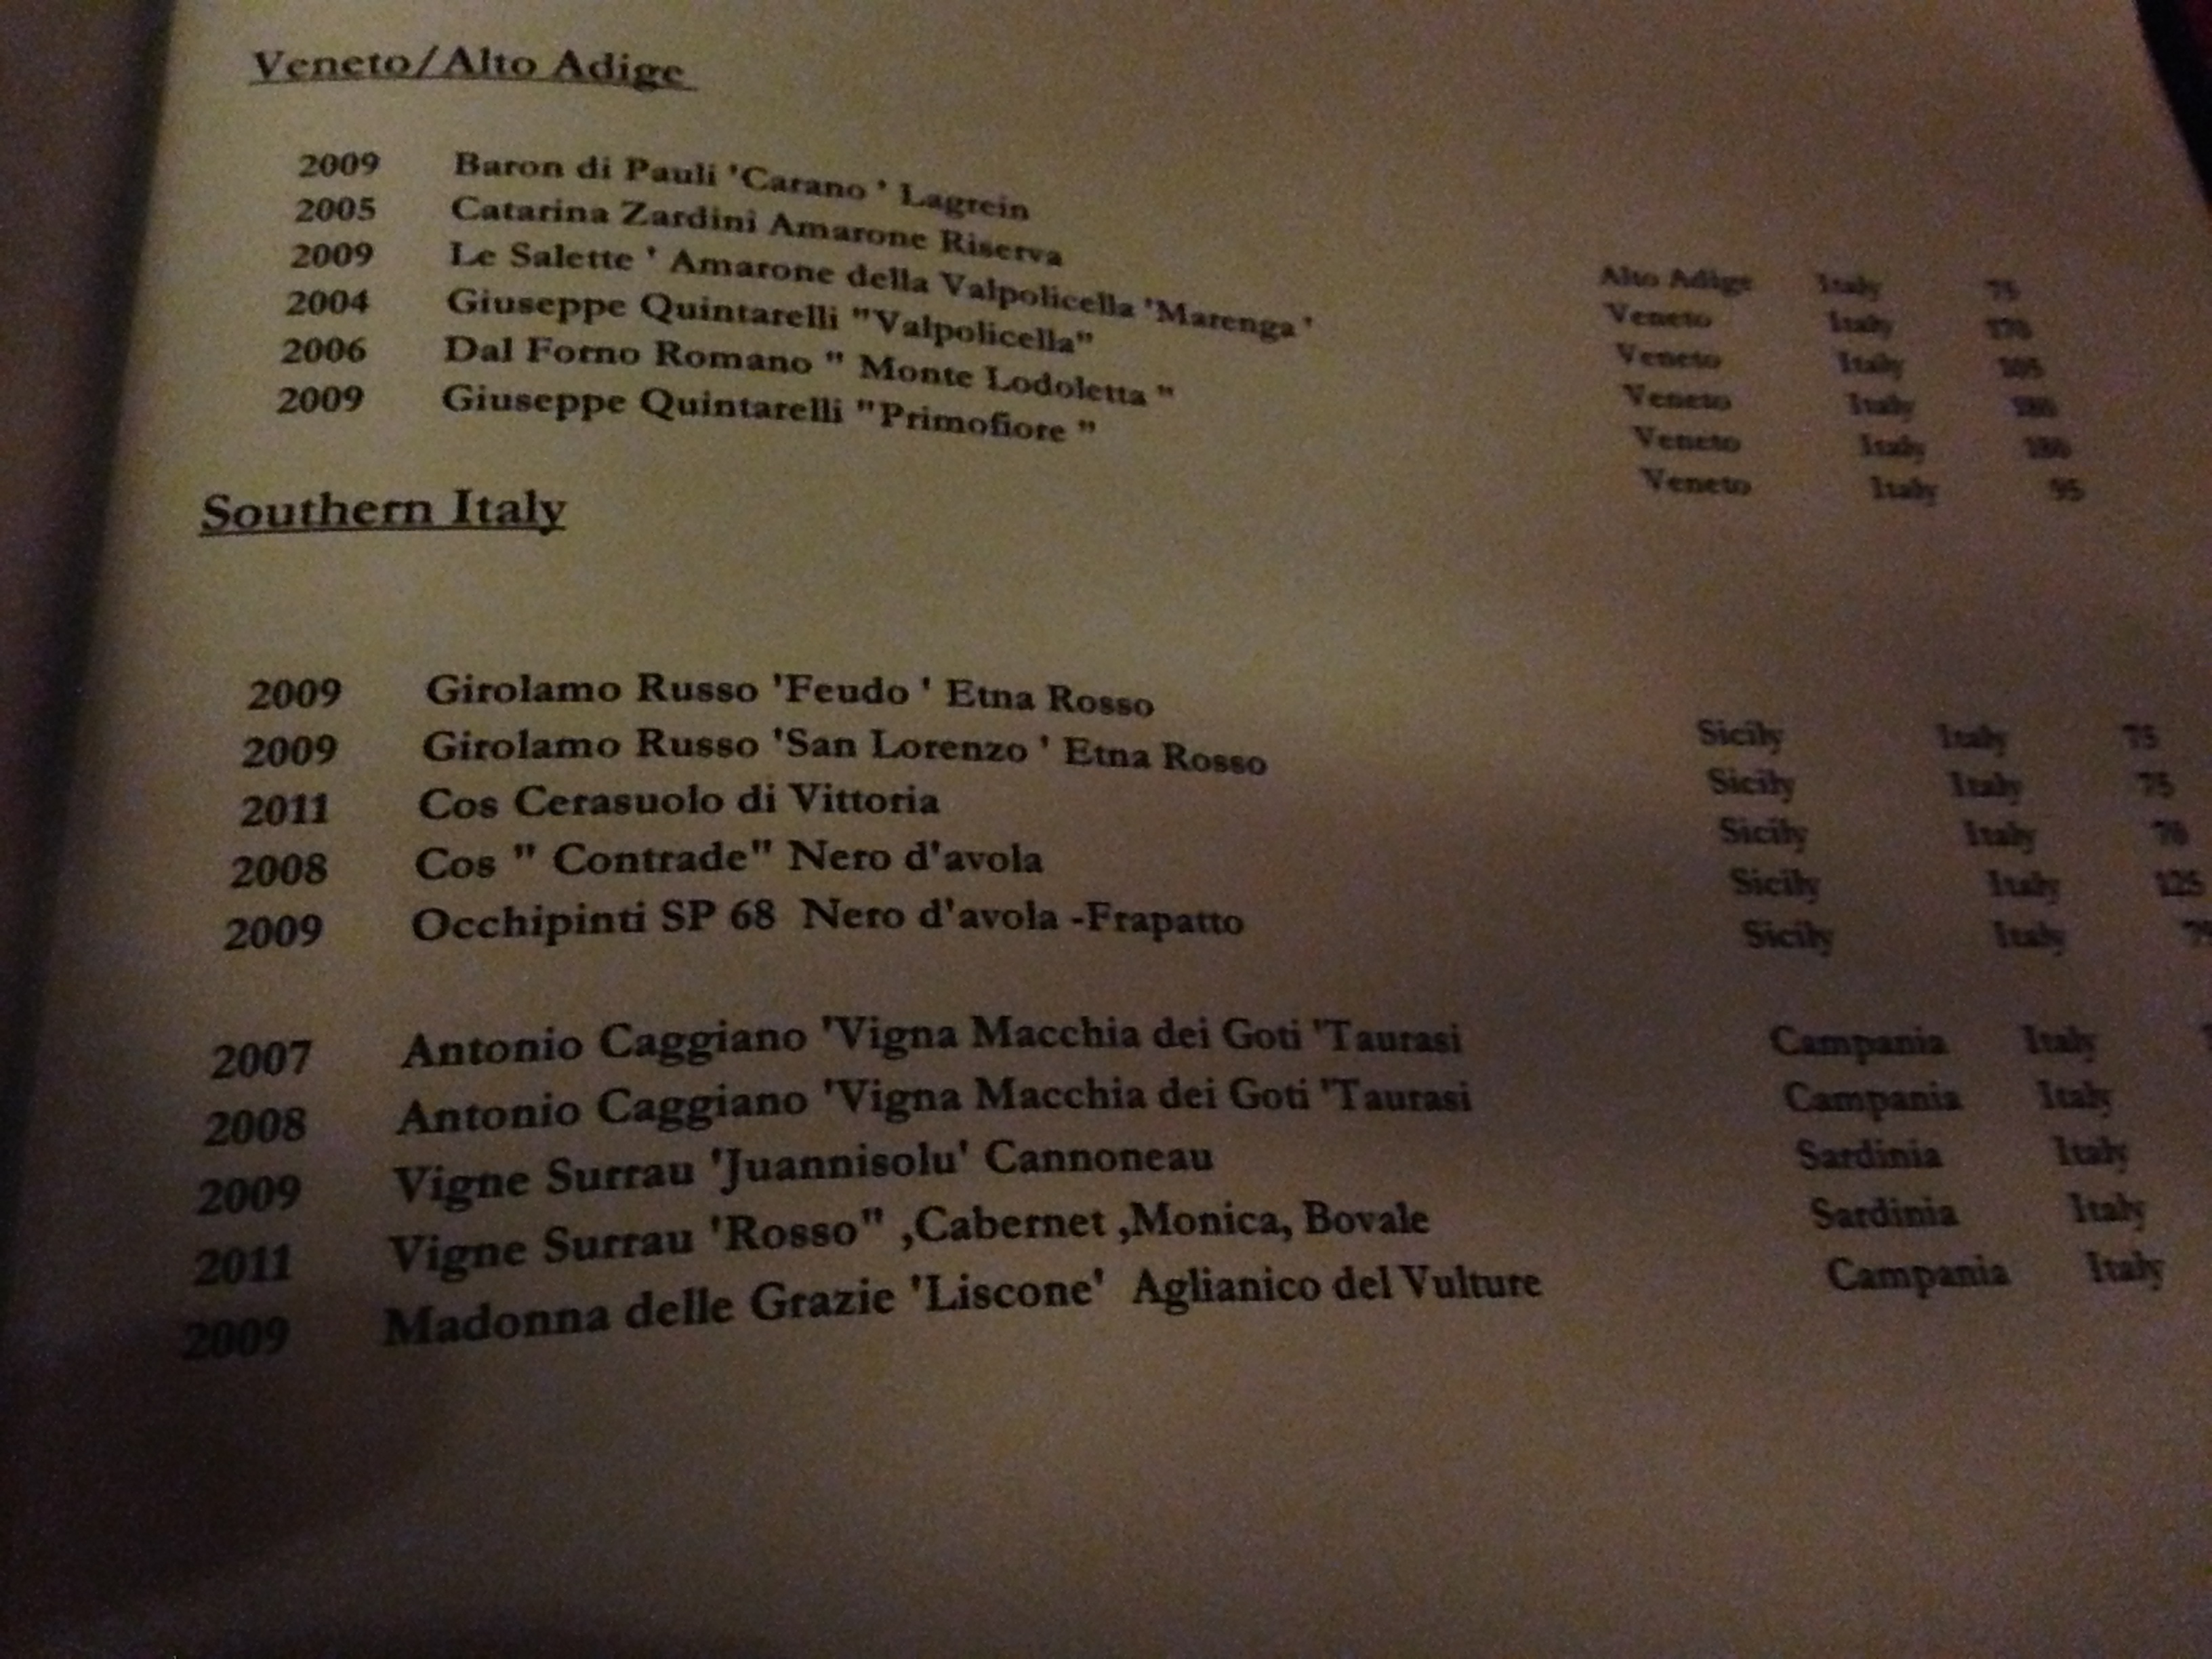 Veneto/Alto Adige
2009 Baron di Pauli 'Carano ' Lagrein Alto Adige Italy 75
2005 Catarina Zardini Amarone Riserva Veneto Italy 170
2009 Le Salette ' Amarone della Valpolicella 'Marenga ' Veneto Italy
2004 Giuseppe Quintarelli "Valpolicella" Veneto Italy
2006 Dal Forno Romano " Monte Lodoletta " Veneto Italy
2009 Giuseppe Quintarelli "Primofiore " Veneto Italy 95
Southern Italy
2009 Girolamo Russo 'Feudo ' Etna Rosso Sicily Italy 75
2009 Girolamo Russo 'San Lorenzo ' Etna Rosso Sicily Italy 75
2011 Cos Cerasuolo di Vittoria Sicily Italy 70
2008 Cos " Contrade" Nero d'avola Sicily Italy 125
2009 Occhipinti SP 68 Nero d'avola -Frapatto Sicily Italy
2007 Antonio Caggiano 'Vigna Macchia dei Goti 'Taurasi Campania Italy
2008 Antonio Caggiano 'Vigna Macchia dei Goti 'Taurasi Campania Italy
2009 Vigne Surrau 'Juannisolu' Cannoneau Sardinia Italy
2011 Vigne Surrau 'Rosso" ,Cabernet ,Monica, Bovale Sardinia Italy
2009 Madonna delle Grazie 'Liscone' Aglianico del Vulture Campania Italy